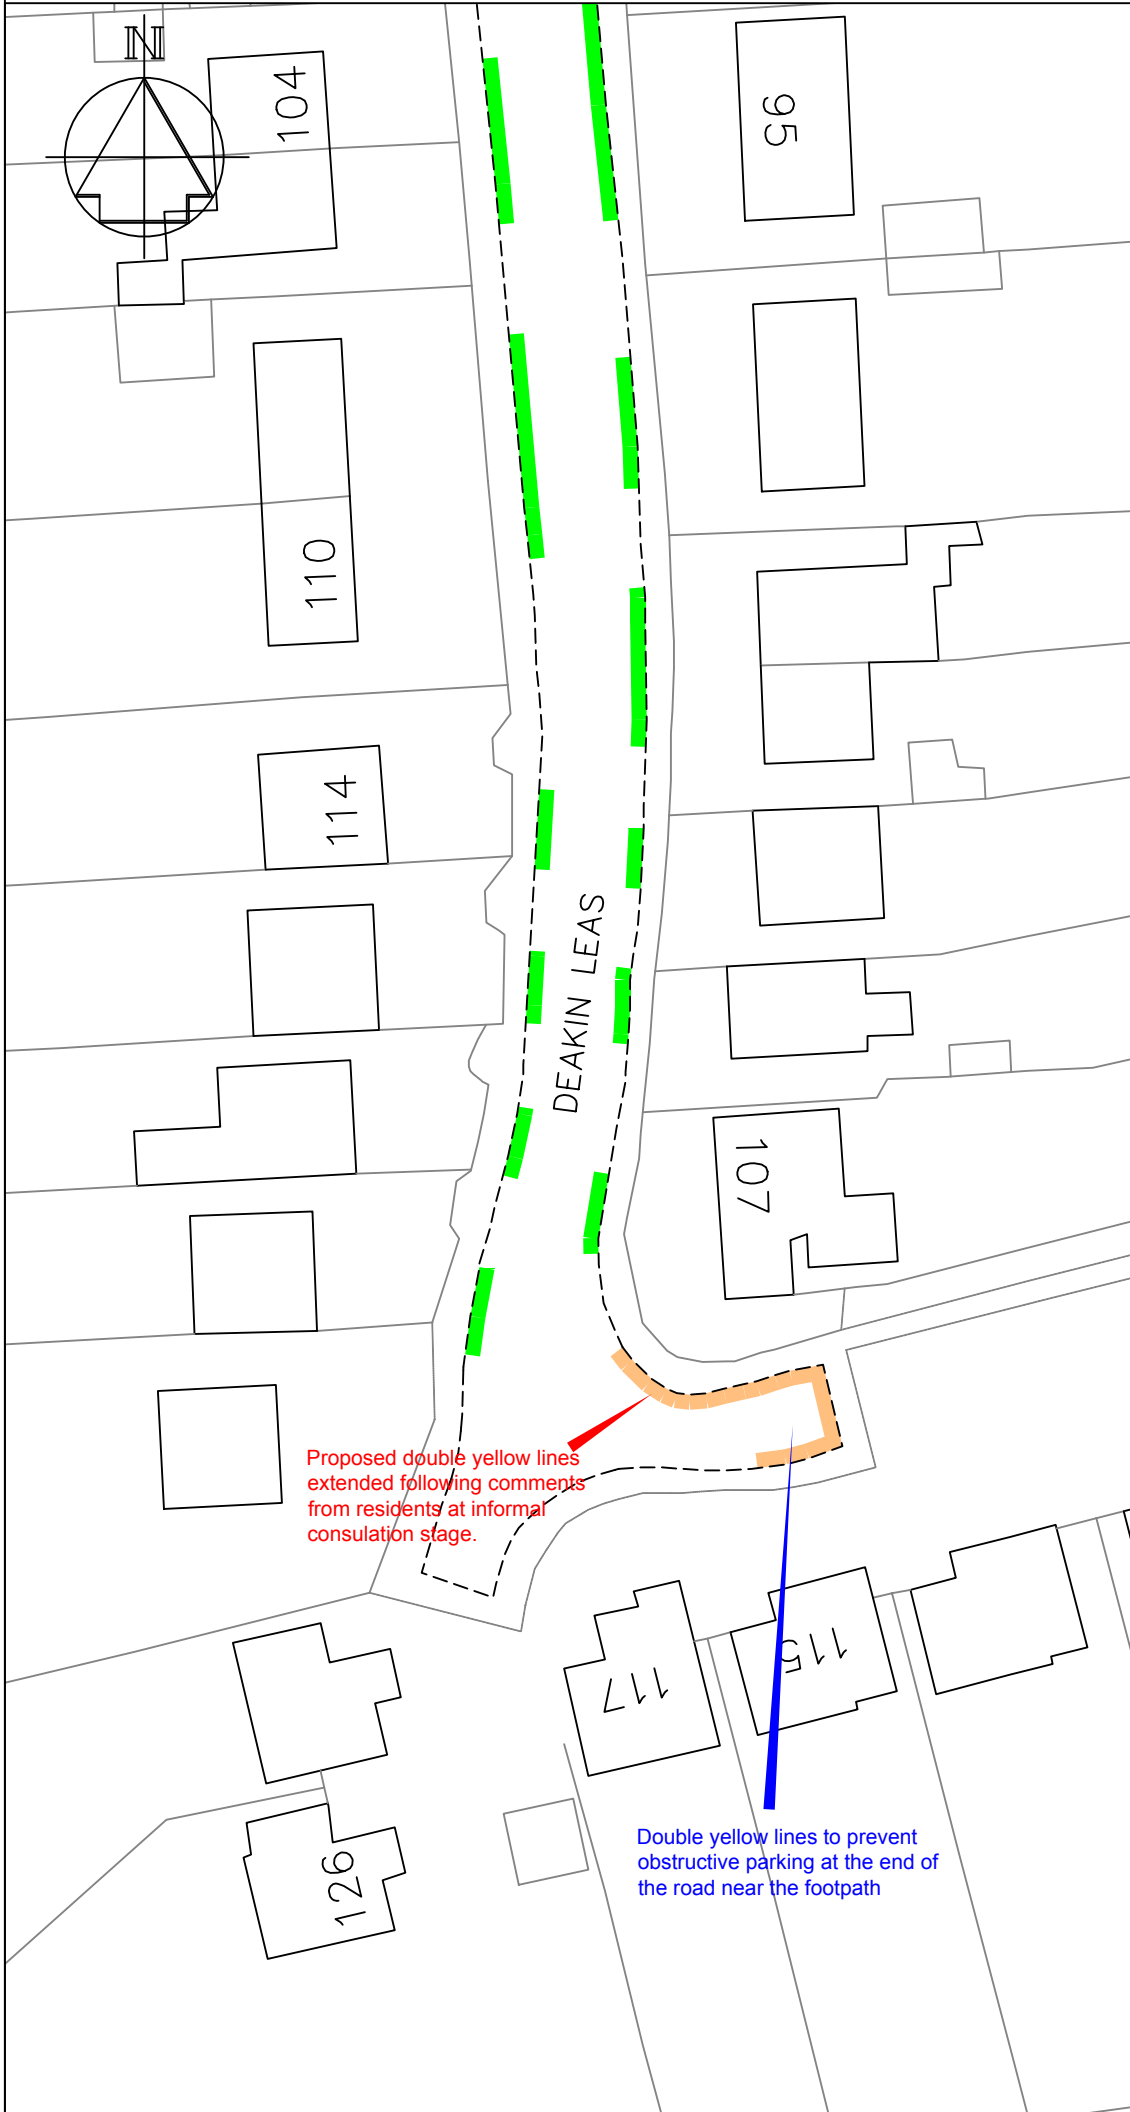 N
104
95
110
114
DEAKIN LEAS
107
Proposed double yellow lines
extended following comments
from residents at informal
consulation stage.
117
115
Double yellow lines to prevent
obstructive parking at the end of
the road near the footpath
126